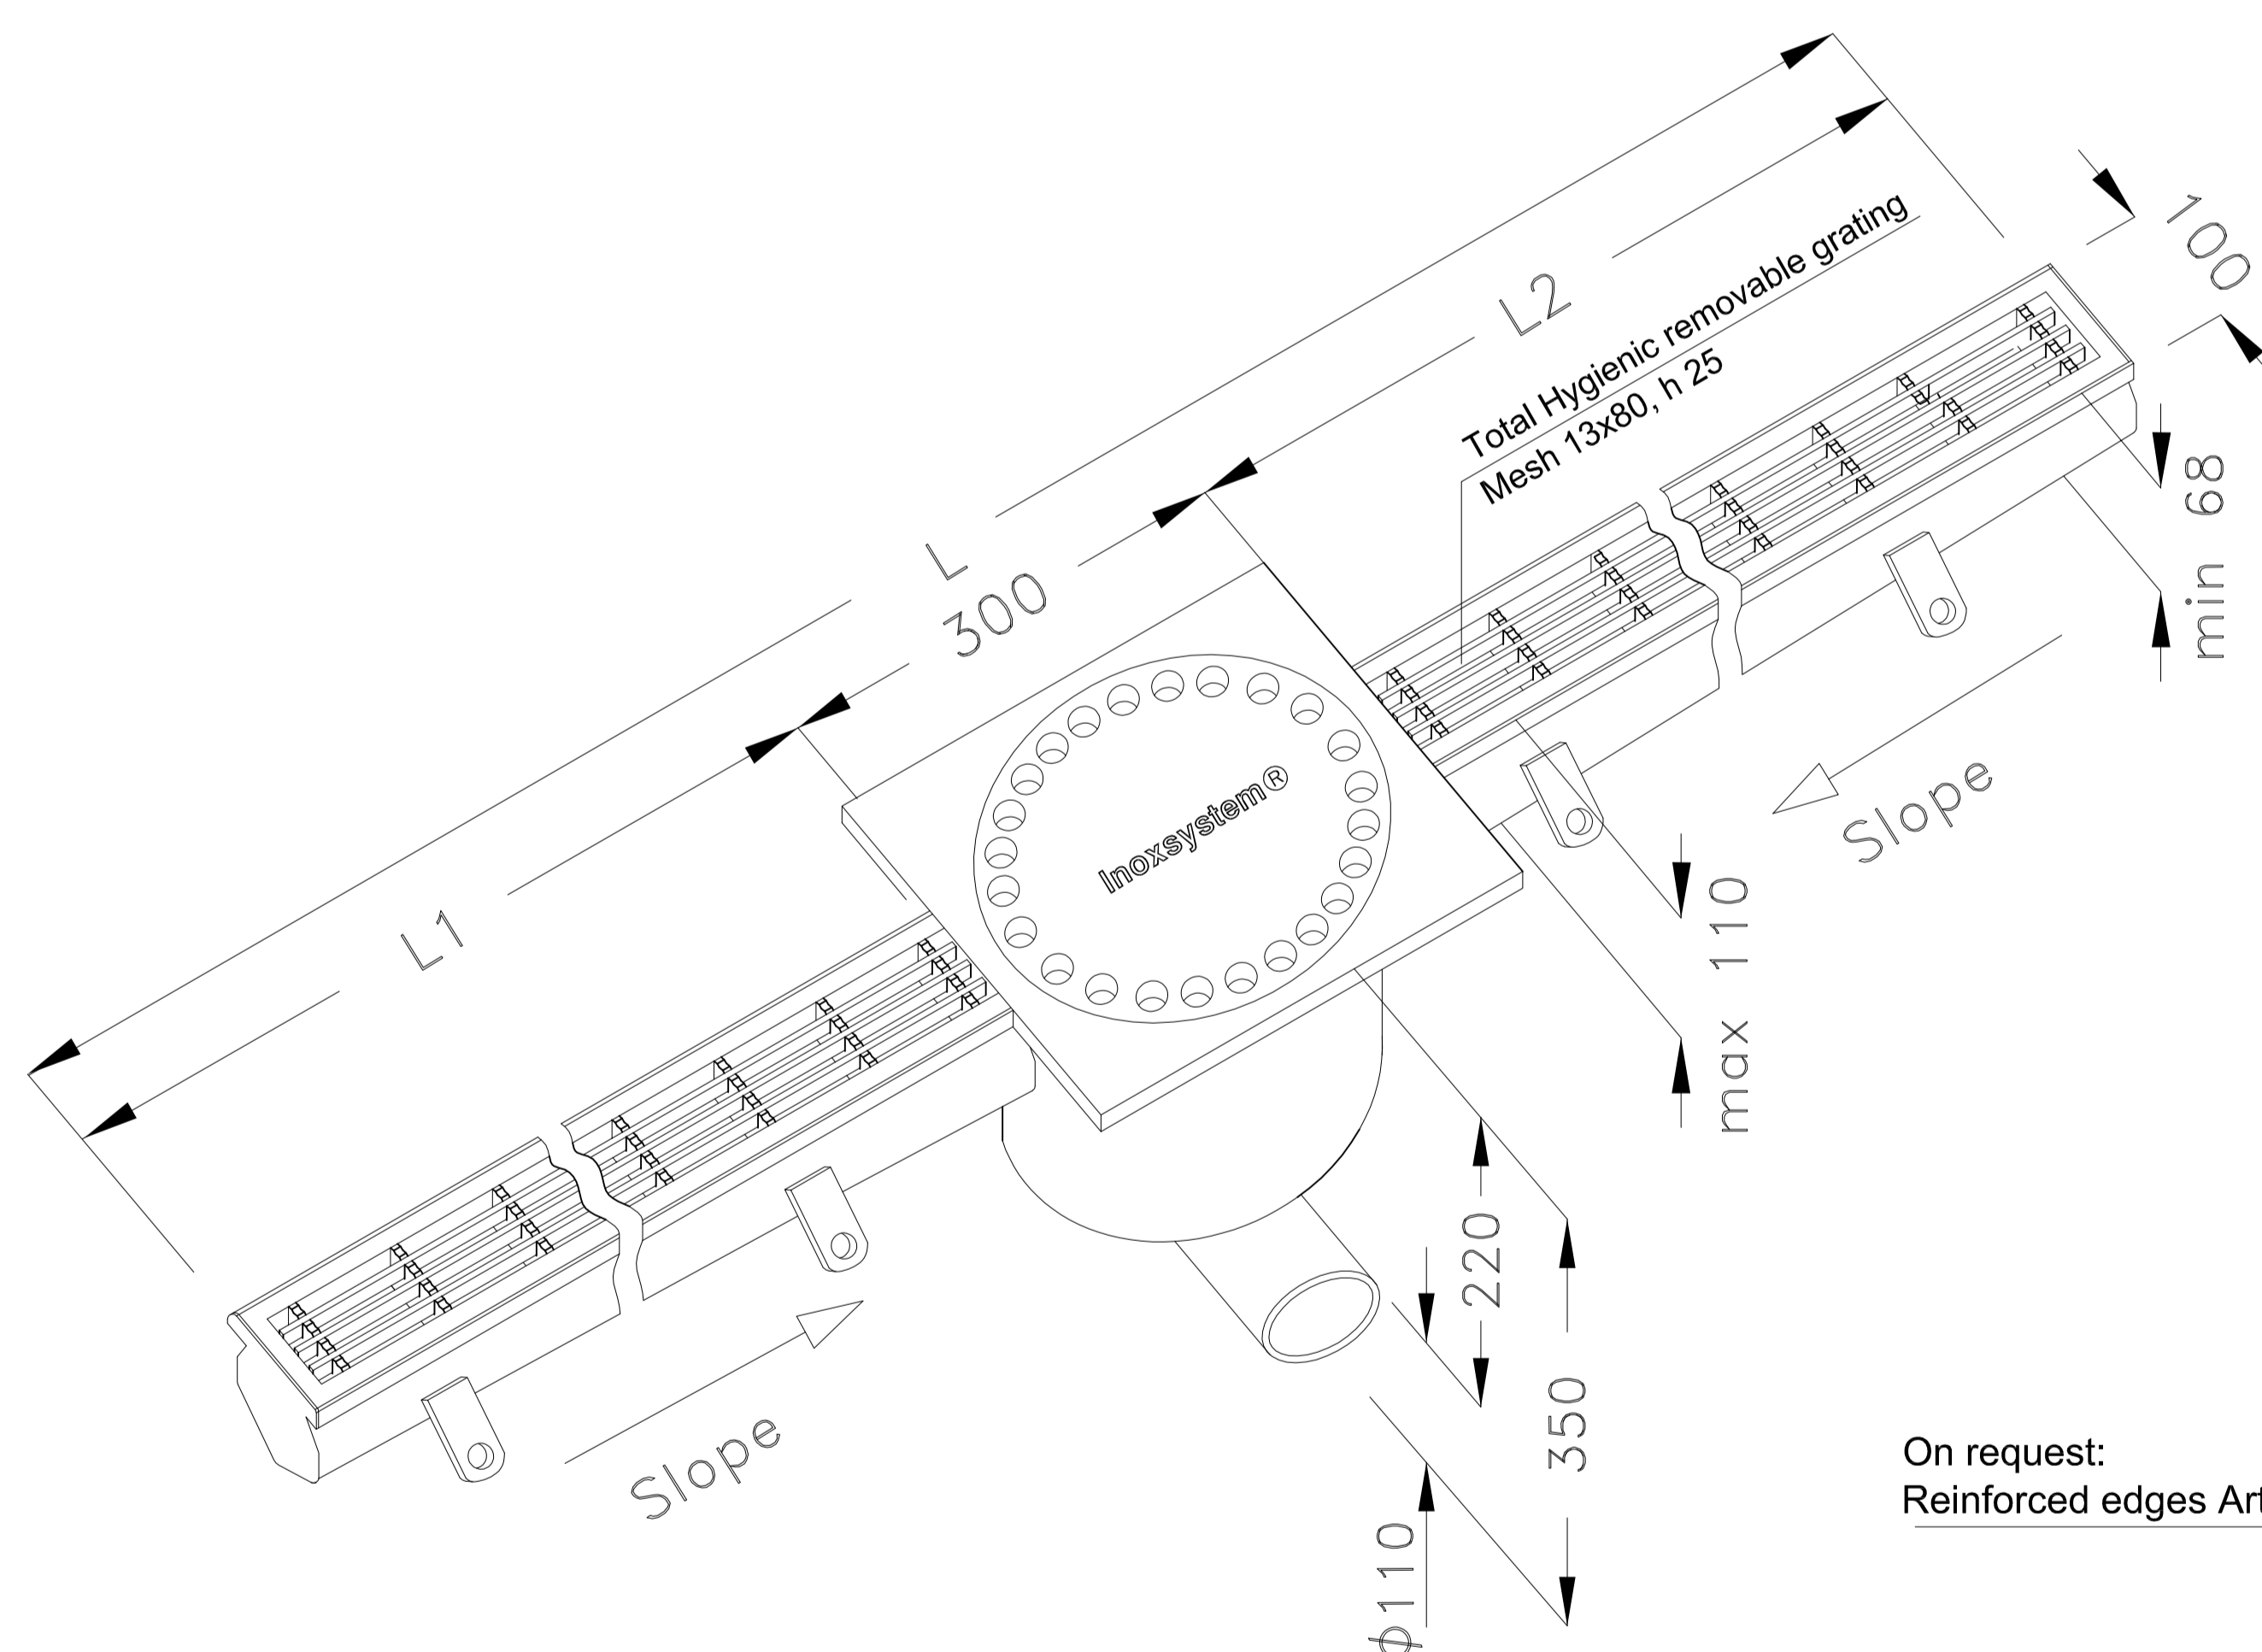 L2
100
Total Hygienic removable grating
Mesh 13x80, h 25
L
300
min 68
Inoxsystem®
Slope
L1
max 110
220
350
Slope
On request:
Reinforced edges
ϕ110